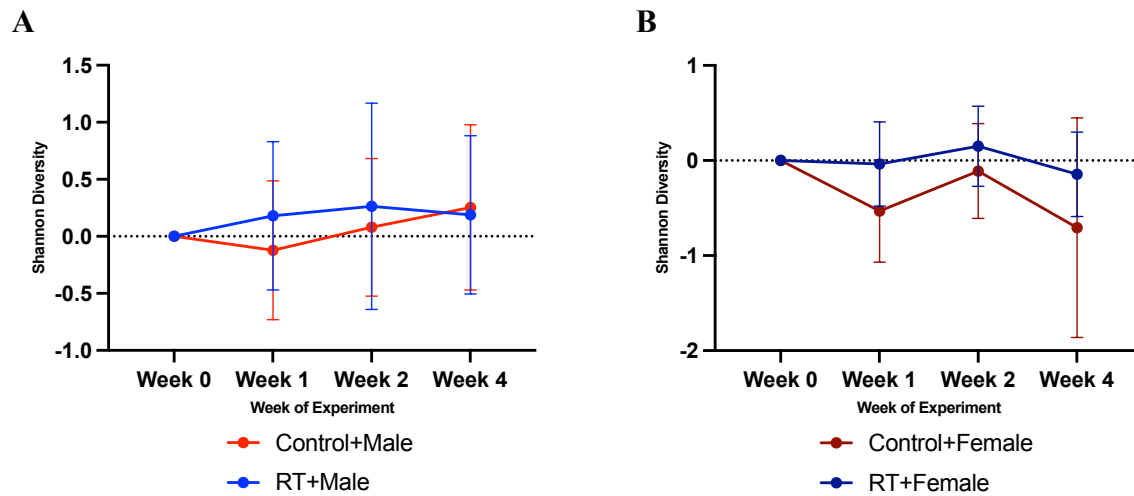 A
B
Shannon Diversity
1.5
1.0
0.5
0.0
-0.5
-1.0
Week 0
Week 1
Week 2
Week 4
Week of Experiment
Control+Male
RT+Male
Shannon Diversity
1
0
-1
-2
Week 0
Week 1
Week 2
Week 4
Week of Experiment
Control+Female
RT+Female